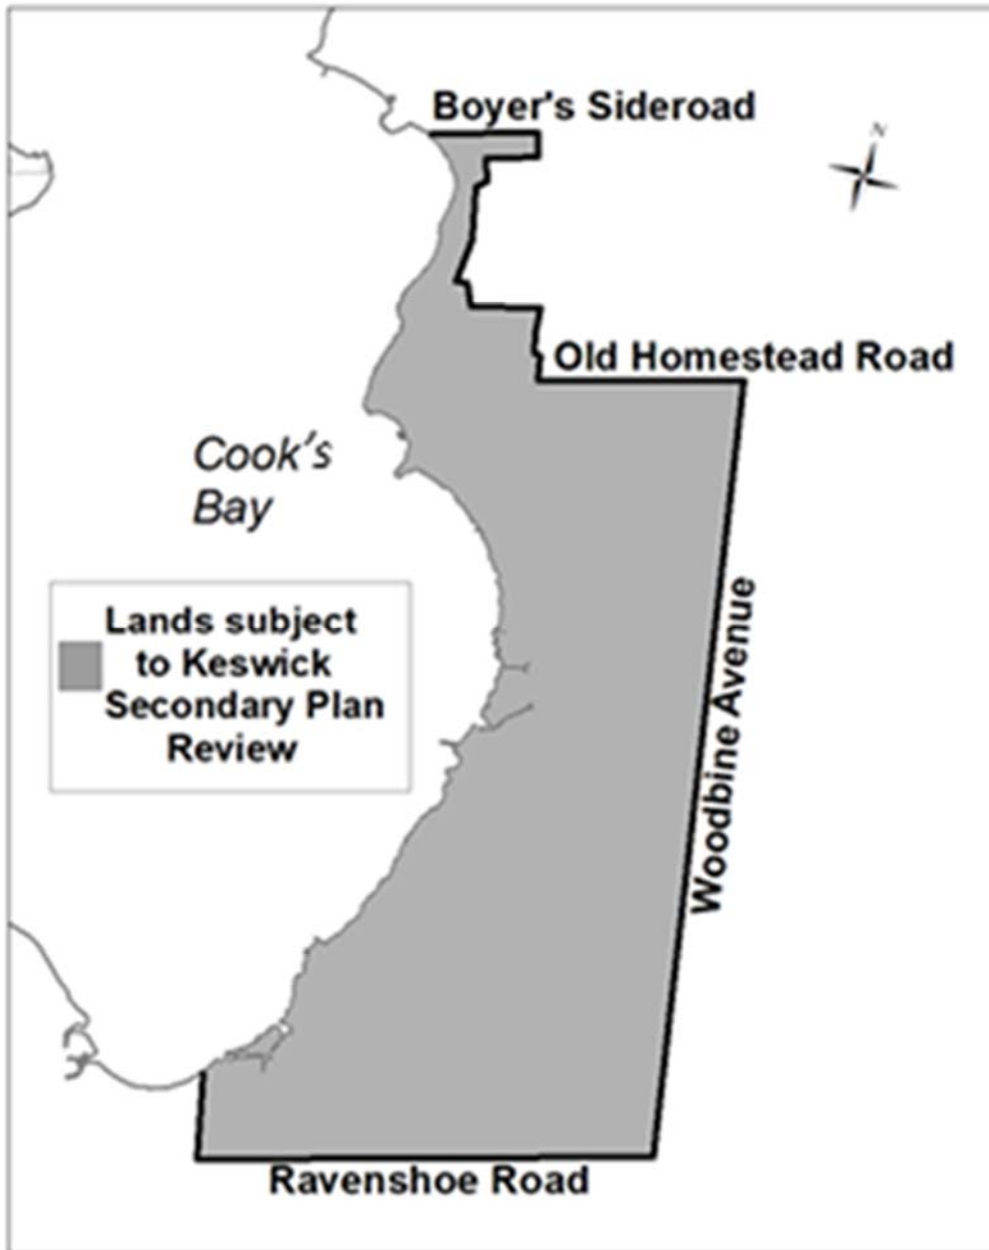 Boyer's Sideroad
N
Old Homestead Road
Cook's
Bay
Lands subject
to Keswick
Secondary Plan
Review
Woodbine Avenue
Ravenshoe Road